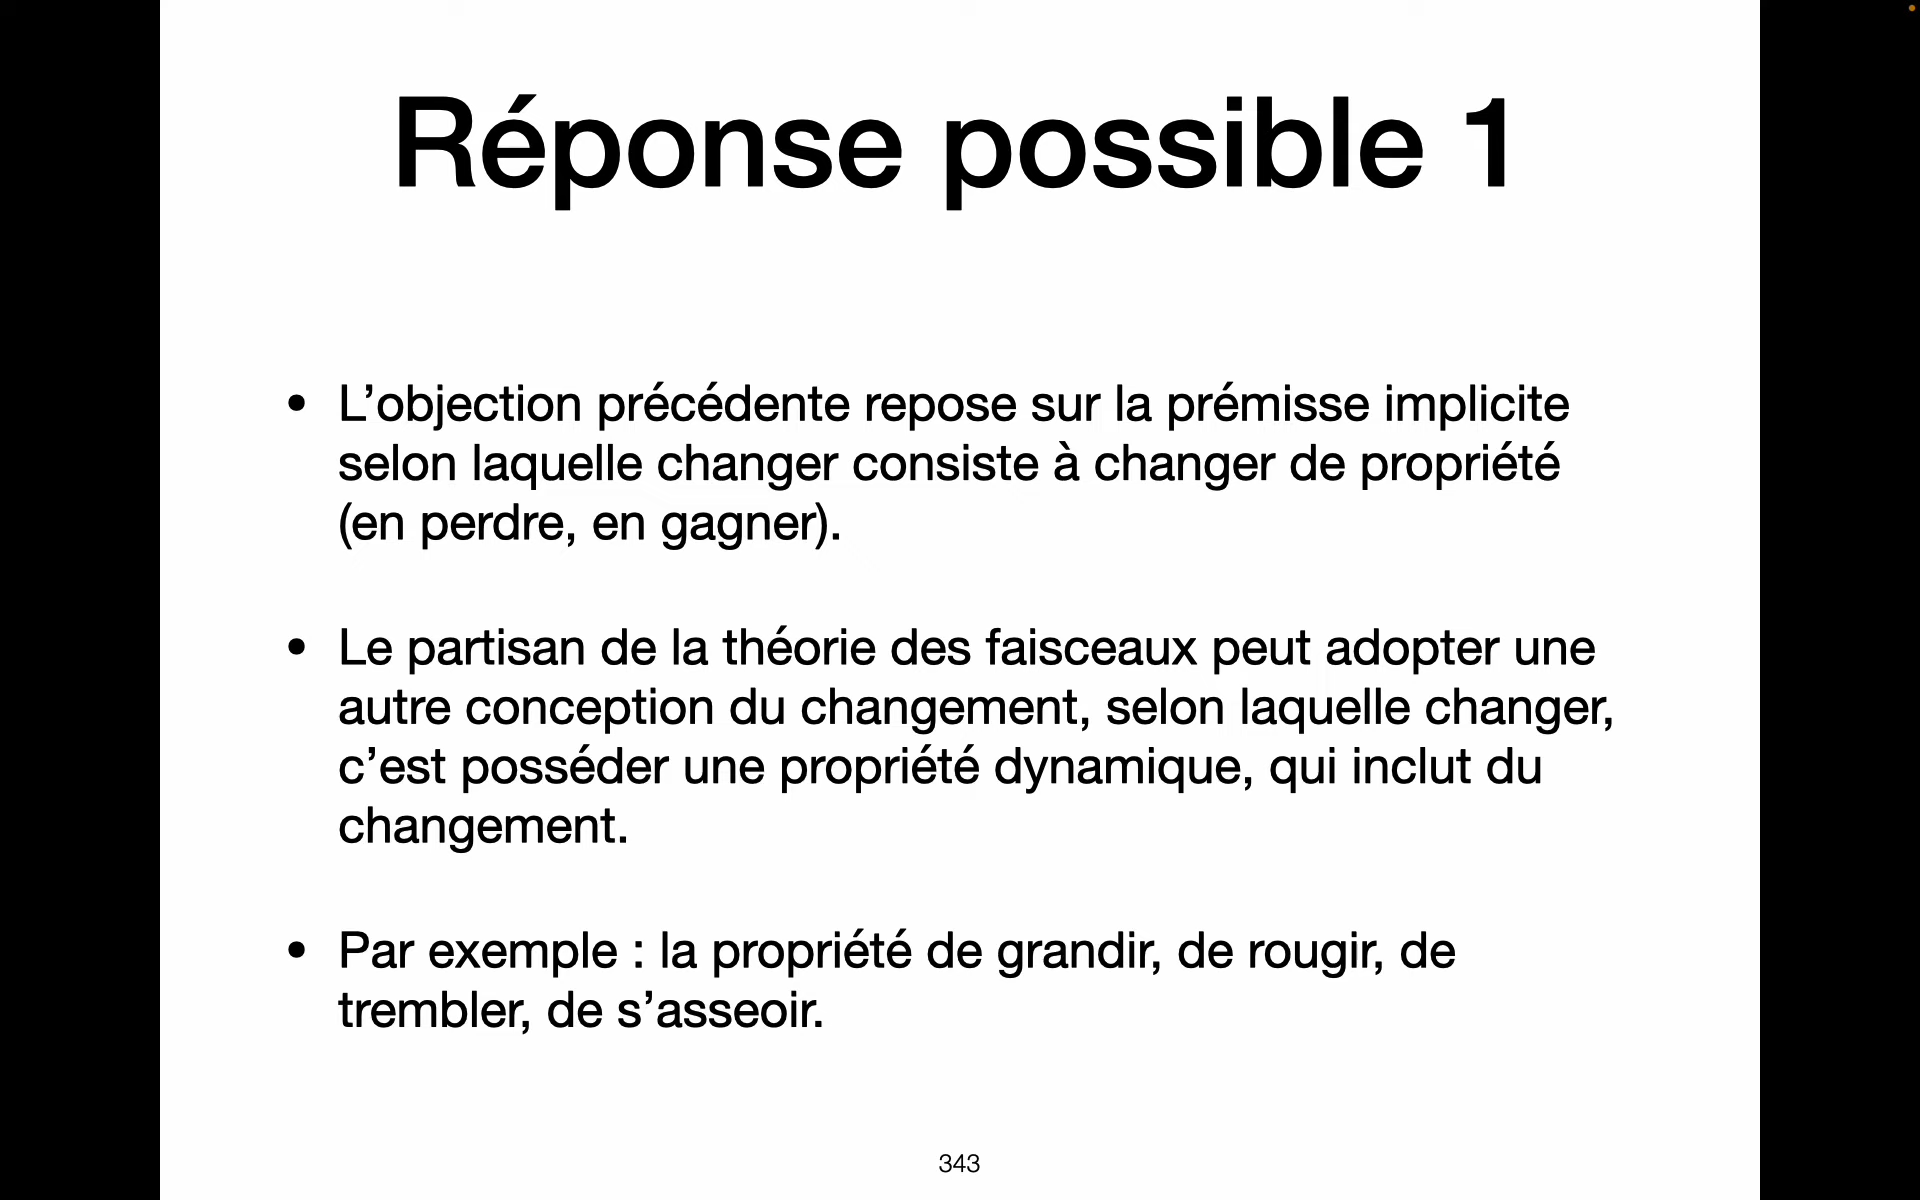 Réponse possible 1
• L’objection précédente repose sur la prémisse implicite
selon laquelle changer consiste à changer de propriété
(en perdre, en gagner).
• Le partisan de la théorie des faisceaux peut adopter une
autre conception du changement, selon laquelle changer,
c’est posséder une propriété dynamique, qui inclut du
changement.
• Par exemple : la propriété de grandir, de rougir, de
trembler, de s’asseoir.
343